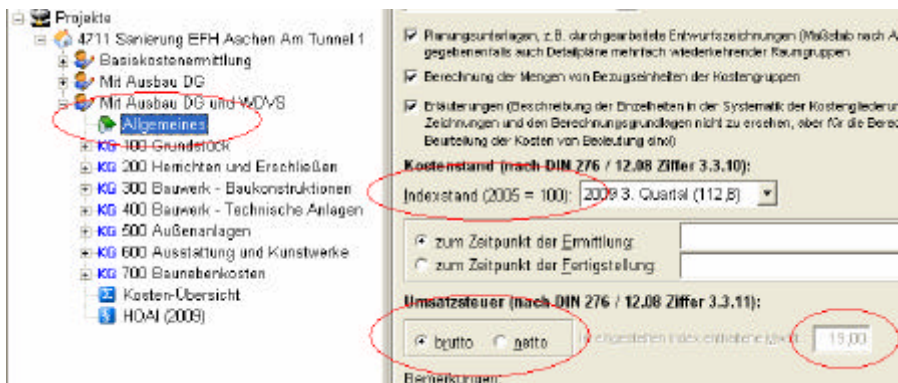 Projekte
4711 Sanierung EFH Aachen Am Tunnel 1
Basiskostenermittlung
Mit Ausbau DG
Mit Ausbau DG und WDVS
Allgemeines
KG 100 Grundstück
KG 200 Herrichten und Erschließen
KG 300 Bauwerk - Baukonstruktionen
KG 400 Bauwerk - Technische Anlagen
KG 500 Außenanlagen
KG 600 Ausstattung und Kunstwerke
KG 700 Baunebenkosten
Kosten-Übersicht
HOAI (2009)
Planungsunterlagen, z.B. durchgearbeitete Entwurfszeichnungen (Maßstab nach A
gegebenenfalls auch Detailpläne mehrfach wiederkehrender Raumgruppen
Berechnung der Mengen von Bezugseinheiten der Kostengruppen
Erläuterungen (Beschreibung der Einzelheiten in der Systematik der Kostengliederun
Zeichnungen und den Berechnungsgrundlagen nicht zu ersehen, aber für die Berec
Beurteilung der Kosten von Bedeutung sind)
Kostenstand (nach DIN 276 / 12.08 Ziffer 3.3.10):
Indexstand (2005 = 100): 2009 3. Quartal (112,8)
zum Zeitpunkt der Ermittlung:
zum Zeitpunkt der Fertigstellung:
Umsatzsteuer (nach DIN 276 / 12.08 Ziffer 3.3.11):
brutto netto Index enthaltene 19,00
Bemerkungen: